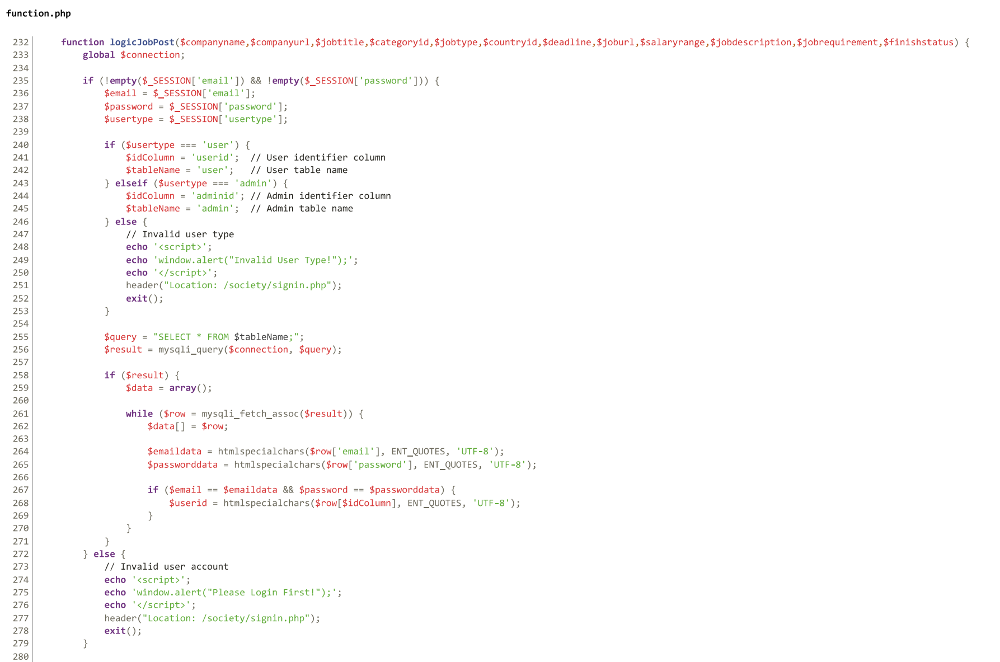 function.php
232     function logicJobPost($companyname,$companyurl,$jobtitle,$categoryid,$jobtype,$countryid,$deadline,$joburl,$salaryrange,$jobdescription,$jobrequirement,$finishstatus) {
233         global $connection;
234
235         if (!empty($_SESSION['email']) && !empty($_SESSION['password'])) {
236             $email = $_SESSION['email'];
237             $password = $_SESSION['password'];
238             $usertype = $_SESSION['usertype'];
239
240             if ($usertype === 'user') {
241                 $idColumn = 'userid';  // User identifier column
242                 $tableName = 'user';   // User table name
243             } elseif ($usertype === 'admin') {
244                 $idColumn = 'adminid'; // Admin identifier column
245                 $tableName = 'admin';  // Admin table name
246             } else {
247                 // Invalid user type
248                 echo '<script>';
249                 echo 'window.alert("Invalid User Type!");';
250                 echo '</script>';
251                 header("Location: /society/signin.php");
252                 exit();
253             }
254
255             $query = "SELECT * FROM $tableName;";
256             $result = mysqli_query($connection, $query);
257
258             if ($result) {
259                 $data = array();
260
261                 while ($row = mysqli_fetch_assoc($result)) {
262                     $data[] = $row;
263
264                     $emaildata = htmlspecialchars($row['email'], ENT_QUOTES, 'UTF-8');
265                     $passworddata = htmlspecialchars($row['password'], ENT_QUOTES, 'UTF-8');
266
267                     if ($email == $emaildata && $password == $passworddata) {
268                         $userid = htmlspecialchars($row[$idColumn], ENT_QUOTES, 'UTF-8');
269                     }
270                 }
271             }
272         } else {
273             // Invalid user account
274             echo '<script>';
275             echo 'window.alert("Please Login First!");';
276             echo '</script>';
277             header("Location: /society/signin.php");
278             exit();
279         }
280